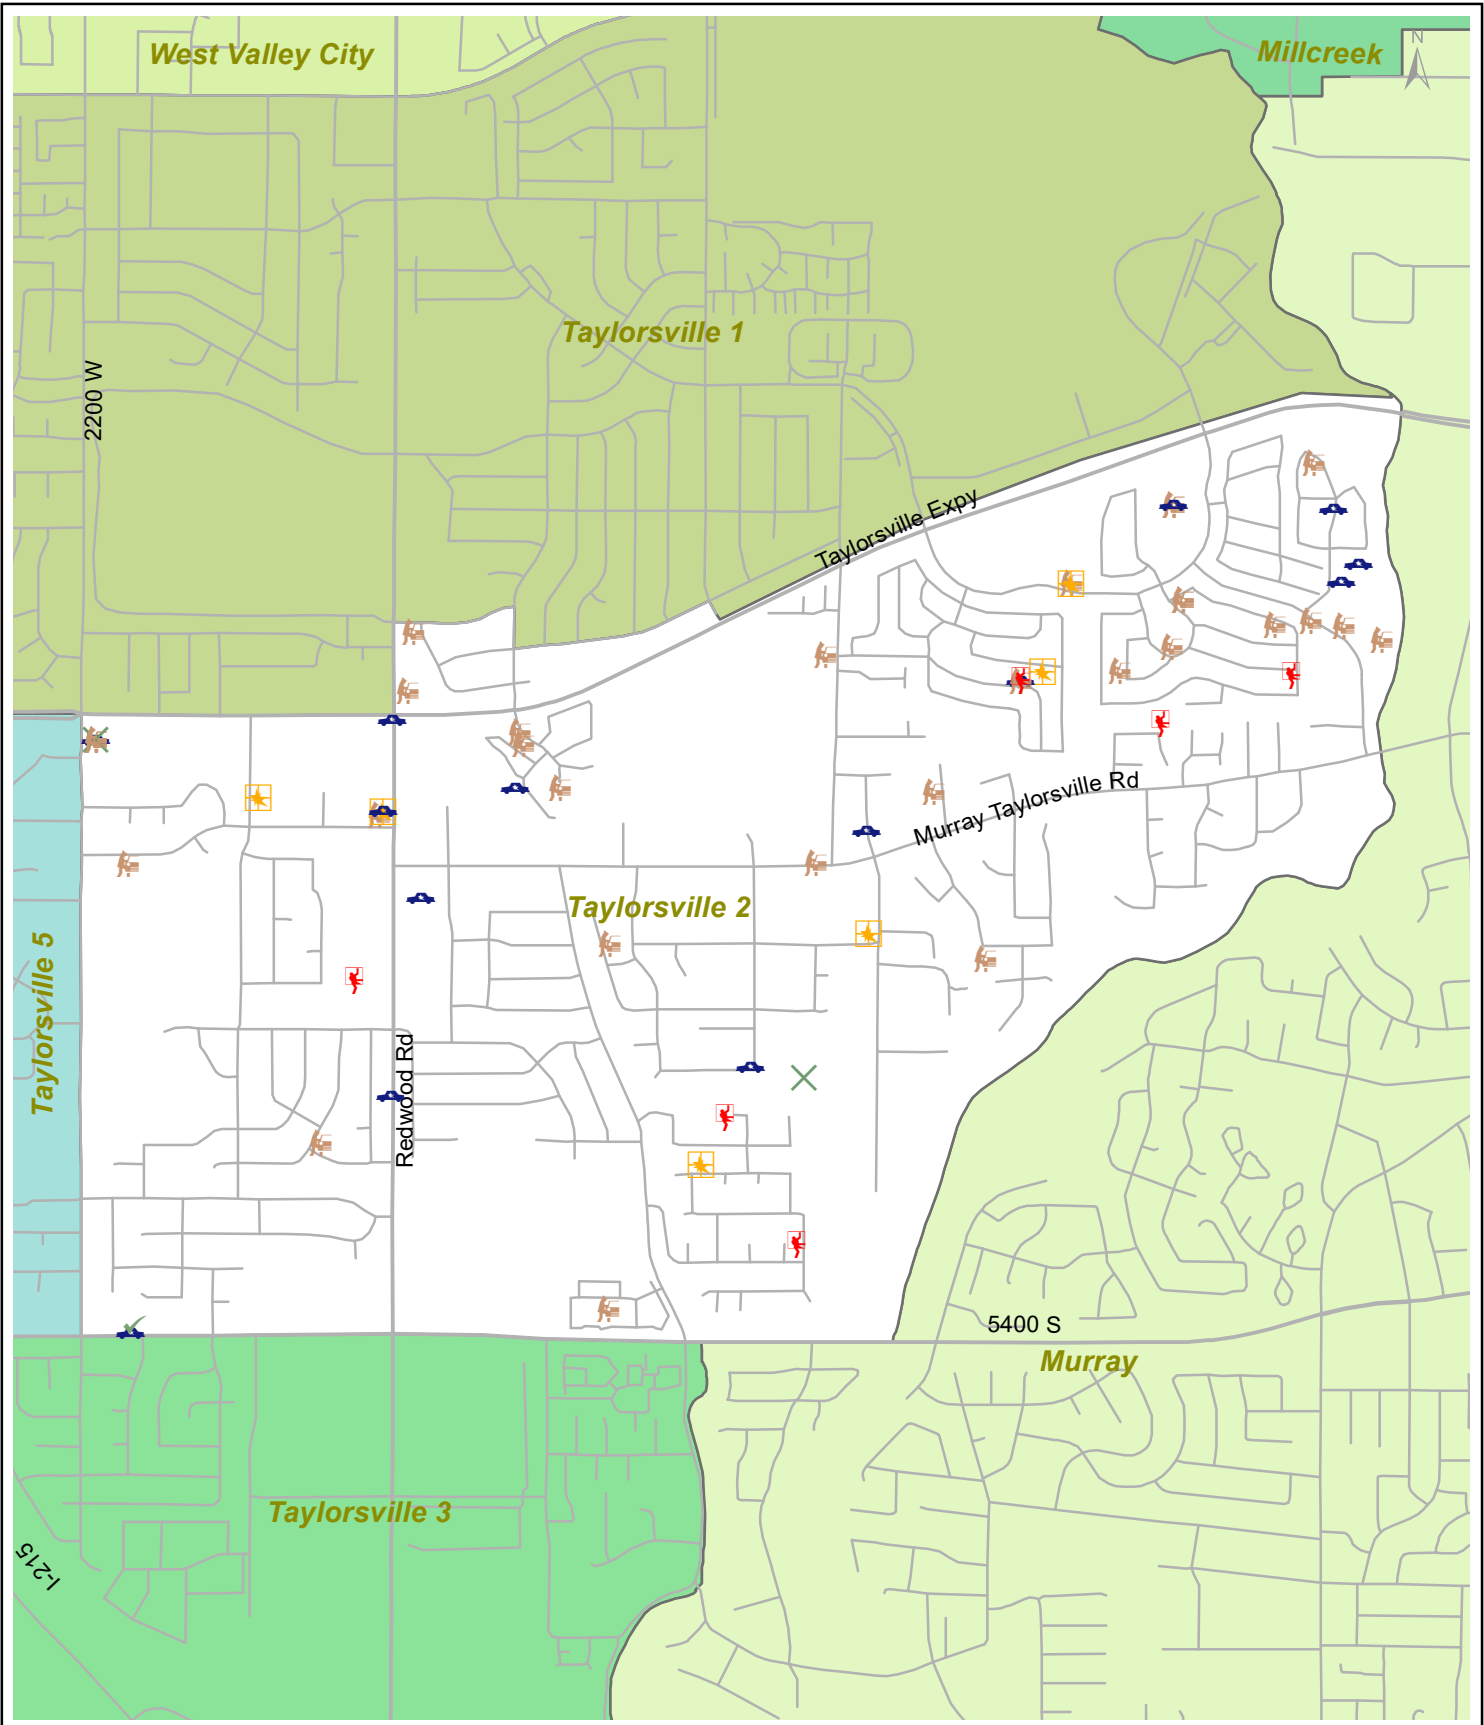 West Valley City
Millcreek
N
Taylorsville 1
2200 W
Taylorsville Expy
Murray Taylorsville Rd
Taylorsville 2
Taylorsville 5
Redwood Rd
5400 S
Murray
Taylorsville 3
I-215